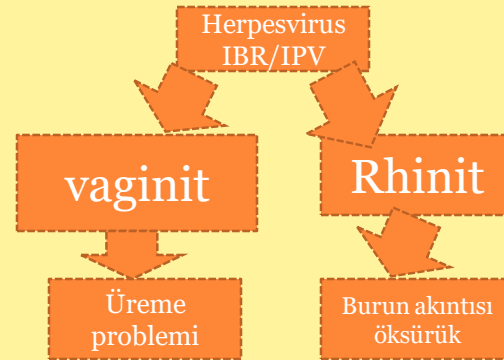 Herpesvirus
IBR/IPV
vaginit
Rhinit
Üreme
problemi
Burun akıntısı
öksürük